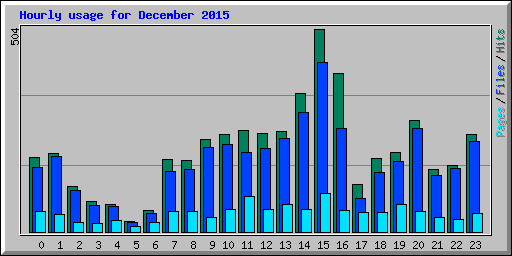 Hourly usage for December 2015
504
Pages/Files/Hits
0 1 2 3 4 5 6 7 8 9 10 11 12 13 14 15 16 17 18 19 20 21 22 23